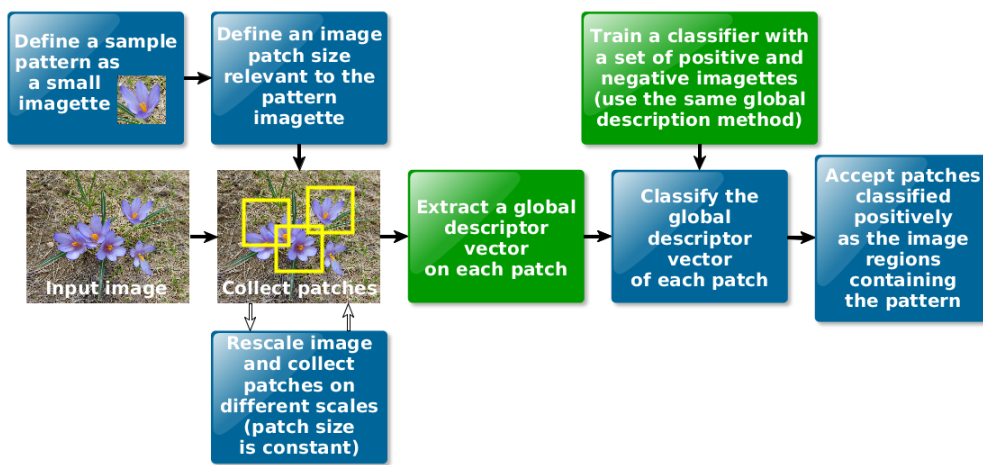 Define a sample
pattern as
a small
imagette
Define an image
patch size
relevant to the
pattern
imagette
Train a classifier with
a set of positive and
negative imagettes
(use the same global
description method)
Input image
Collect patches
Extract a global
descriptor
vector
on each patch
Classify the
global
descriptor
vector
of each patch
Accept patches
classified
positively
as the image
regions
containing
the pattern
Rescale image
and collect
patches on
different scales
(patch size
is constant)